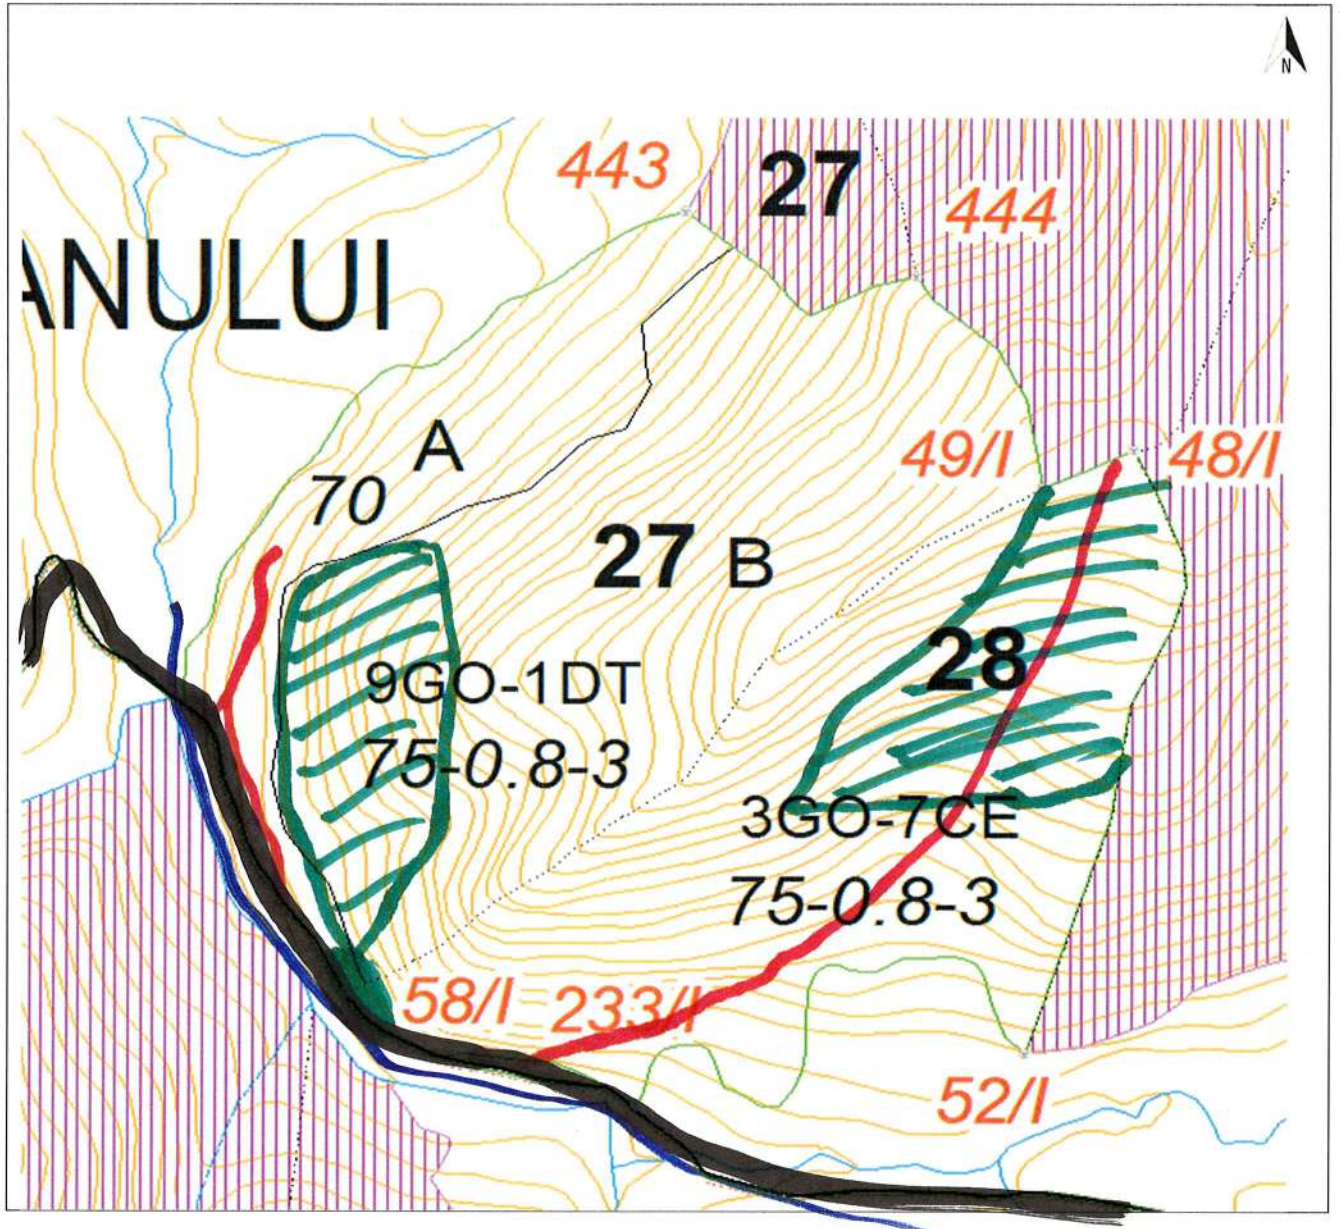 N
443
27
444
ANULUI
A
70
49/I
48/I
27 B
28
9GO-1DT
75-0.8-3
3GO-7CE
75-0.8-3
58/I
233/I
52/I